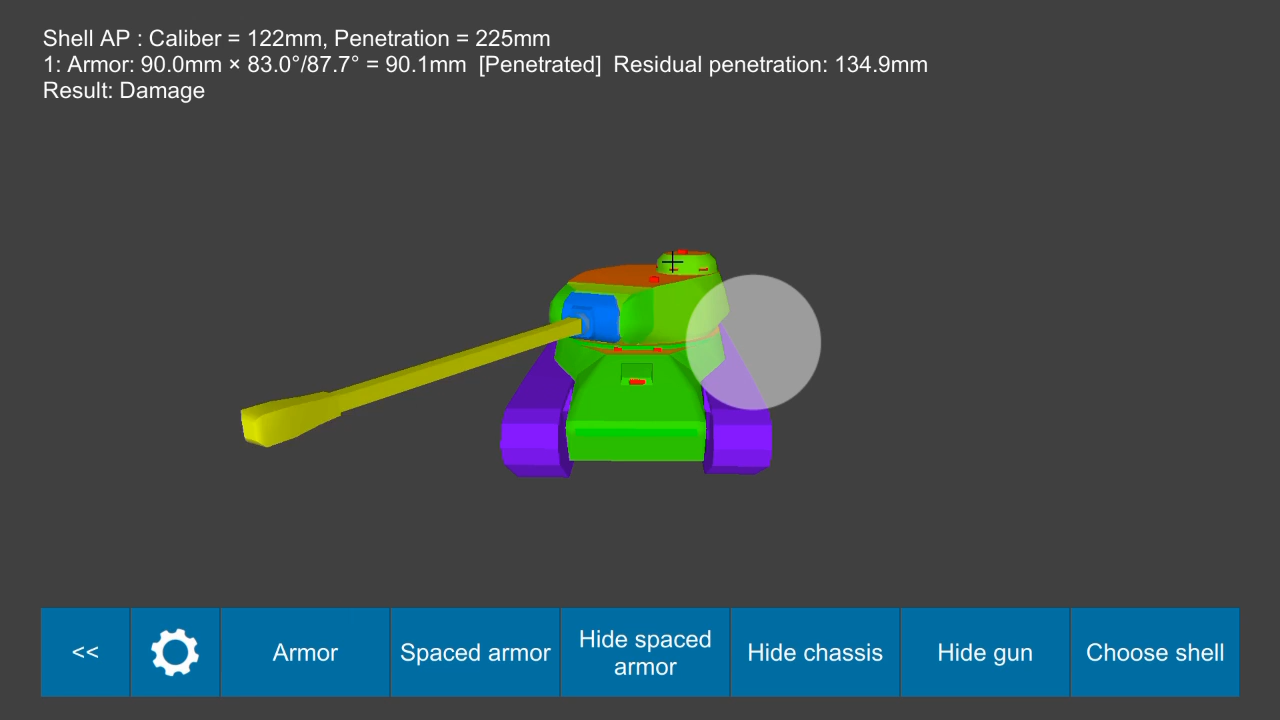 Shell AP : Caliber = 122mm, Penetration = 225mm
1: Armor: 90.0mm × 83.0°/87.7° = 90.1mm  [Penetrated]  Residual penetration: 134.9mm
Result: Damage
<<
Armor
Spaced armor
Hide spaced
armor
Hide chassis
Hide gun
Choose shell